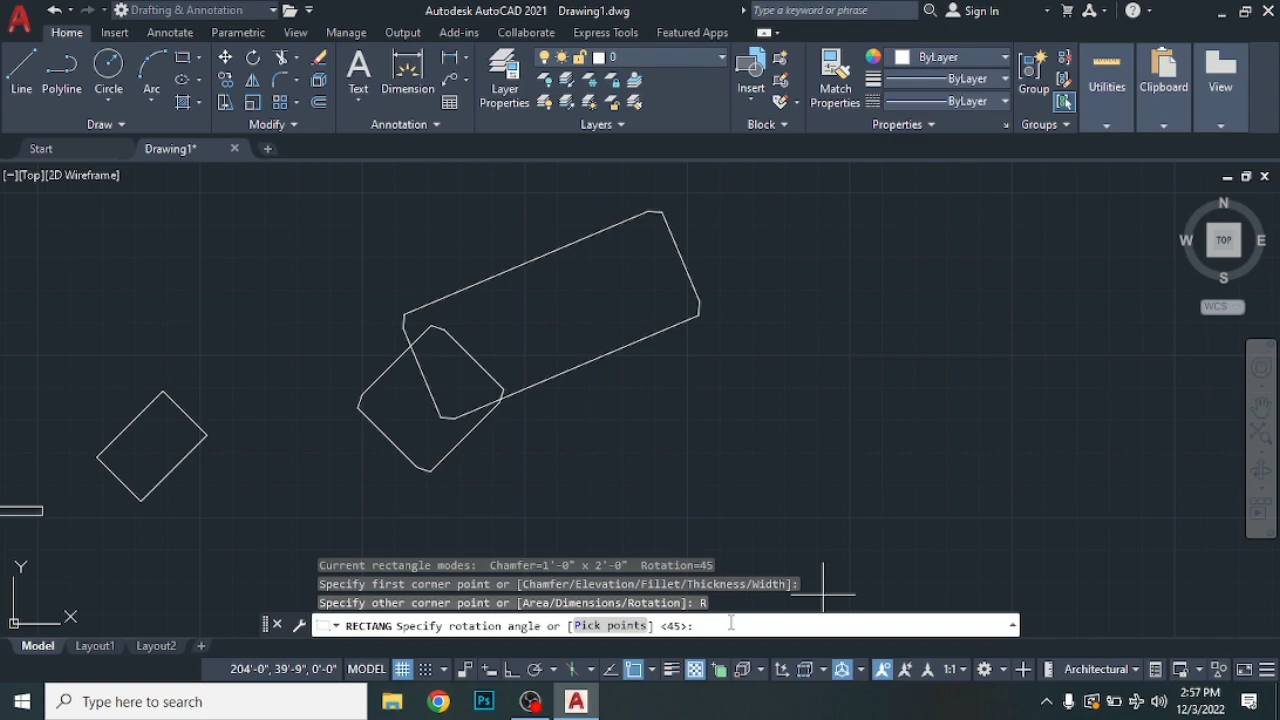 Drafting & Annotation
Autodesk AutoCAD 2021 Drawing1.dwg
Type a keyword or phrase
Sign In
Home Insert Annotate Parametric View Manage Output Add-ins Collaborate Express Tools Featured Apps
0
ByLayer
ByLayer
ByLayer
Line Polyline Circle Arc Text Dimension Layer Properties Insert Match Properties Group Utilities Clipboard View
Draw Modify Annotation Layers Block Properties Groups
Start Drawing1*
[−][Top][2D Wireframe]
N
W TOP E
S
WCS
Y
X
Current rectangle modes: Chamfer=1'-0" x 2'-0" Rotation=45
Specify first corner point or [Chamfer/Elevation/Fillet/Thickness/Width]:
Specify other corner point or [Area/Dimensions/Rotation]: R
RECTANG Specify rotation angle or [Pick points] <45>:
Model Layout1 Layout2
204'-0", 39'-9", 0'-0" MODEL 1:1 Architectural
Type here to search
Ps
2:57 PM
12/3/2022